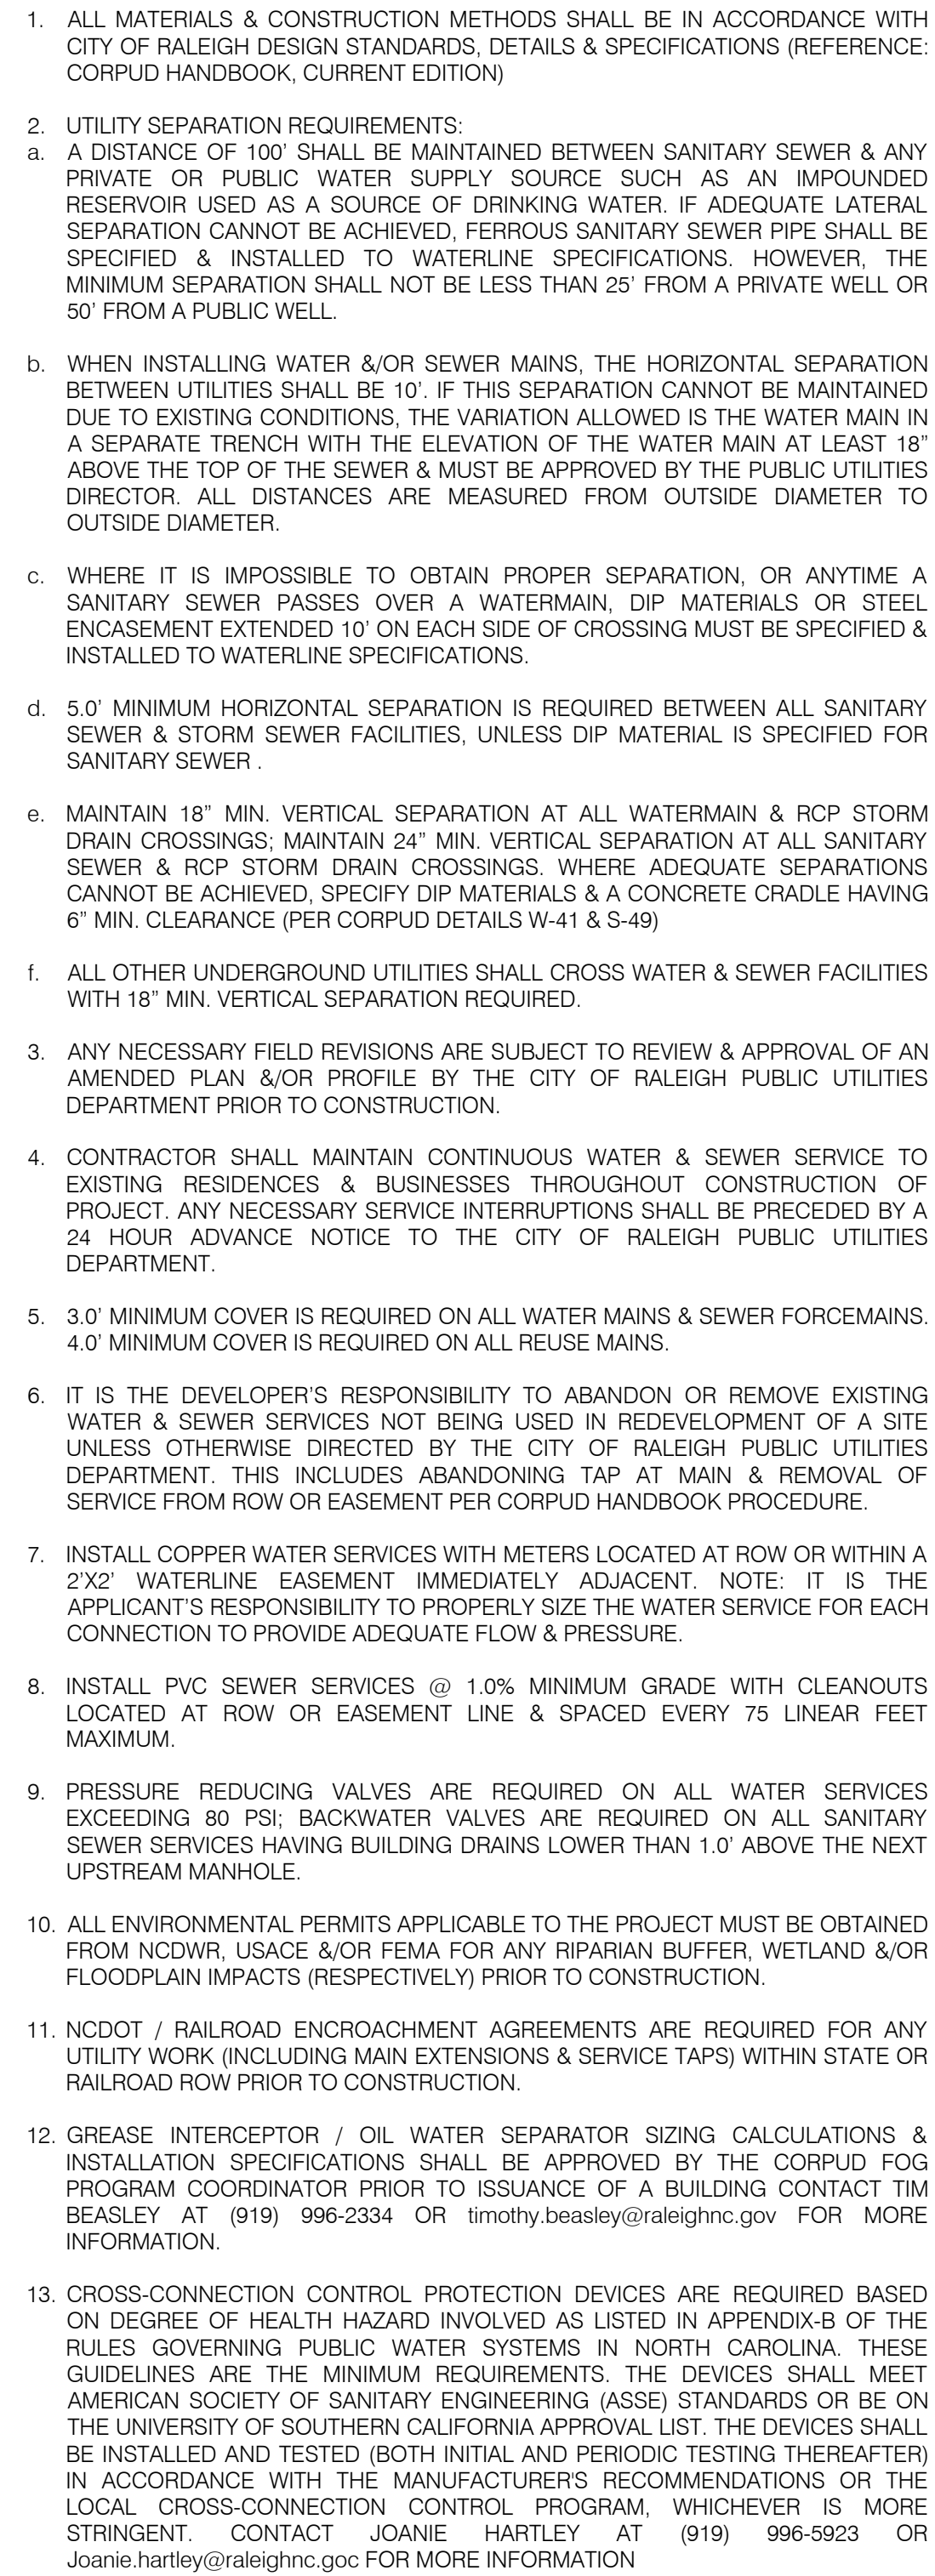 1. ALL MATERIALS & CONSTRUCTION METHODS SHALL BE IN ACCORDANCE WITH
CITY OF RALEIGH DESIGN STANDARDS, DETAILS & SPECIFICATIONS (REFERENCE:
CORPUD HANDBOOK, CURRENT EDITION)
2. UTILITY SEPARATION REQUIREMENTS:
a. A DISTANCE OF 100’ SHALL BE MAINTAINED BETWEEN SANITARY SEWER & ANY
PRIVATE OR PUBLIC WATER SUPPLY SOURCE SUCH AS AN IMPOUNDED
RESERVOIR USED AS A SOURCE OF DRINKING WATER. IF ADEQUATE LATERAL
SEPARATION CANNOT BE ACHIEVED, FERROUS SANITARY SEWER PIPE SHALL BE
SPECIFIED & INSTALLED TO WATERLINE SPECIFICATIONS. HOWEVER, THE
MINIMUM SEPARATION SHALL NOT BE LESS THAN 25’ FROM A PRIVATE WELL OR
50’ FROM A PUBLIC WELL.
b. WHEN INSTALLING WATER &/OR SEWER MAINS, THE HORIZONTAL SEPARATION
BETWEEN UTILITIES SHALL BE 10’. IF THIS SEPARATION CANNOT BE MAINTAINED
DUE TO EXISTING CONDITIONS, THE VARIATION ALLOWED IS THE WATER MAIN IN
A SEPARATE TRENCH WITH THE ELEVATION OF THE WATER MAIN AT LEAST 18”
ABOVE THE TOP OF THE SEWER & MUST BE APPROVED BY THE PUBLIC UTILITIES
DIRECTOR. ALL DISTANCES ARE MEASURED FROM OUTSIDE DIAMETER TO
OUTSIDE DIAMETER.
c. WHERE IT IS IMPOSSIBLE TO OBTAIN PROPER SEPARATION, OR ANYTIME A
SANITARY SEWER PASSES OVER A WATERMAIN, DIP MATERIALS OR STEEL
ENCASEMENT EXTENDED 10’ ON EACH SIDE OF CROSSING MUST BE SPECIFIED &
INSTALLED TO WATERLINE SPECIFICATIONS.
d. 5.0’ MINIMUM HORIZONTAL SEPARATION IS REQUIRED BETWEEN ALL SANITARY
SEWER & STORM SEWER FACILITIES, UNLESS DIP MATERIAL IS SPECIFIED FOR
SANITARY SEWER .
e. MAINTAIN 18” MIN. VERTICAL SEPARATION AT ALL WATERMAIN & RCP STORM
DRAIN CROSSINGS; MAINTAIN 24” MIN. VERTICAL SEPARATION AT ALL SANITARY
SEWER & RCP STORM DRAIN CROSSINGS. WHERE ADEQUATE SEPARATIONS
CANNOT BE ACHIEVED, SPECIFY DIP MATERIALS & A CONCRETE CRADLE HAVING
6” MIN. CLEARANCE (PER CORPUD DETAILS W-41 & S-49)
f. ALL OTHER UNDERGROUND UTILITIES SHALL CROSS WATER & SEWER FACILITIES
WITH 18” MIN. VERTICAL SEPARATION REQUIRED.
3. ANY NECESSARY FIELD REVISIONS ARE SUBJECT TO REVIEW & APPROVAL OF AN
AMENDED PLAN &/OR PROFILE BY THE CITY OF RALEIGH PUBLIC UTILITIES
DEPARTMENT PRIOR TO CONSTRUCTION.
4. CONTRACTOR SHALL MAINTAIN CONTINUOUS WATER & SEWER SERVICE TO
EXISTING RESIDENCES & BUSINESSES THROUGHOUT CONSTRUCTION OF
PROJECT. ANY NECESSARY SERVICE INTERRUPTIONS SHALL BE PRECEDED BY A
24 HOUR ADVANCE NOTICE TO THE CITY OF RALEIGH PUBLIC UTILITIES
DEPARTMENT.
5. 3.0’ MINIMUM COVER IS REQUIRED ON ALL WATER MAINS & SEWER FORCEMAINS.
4.0’ MINIMUM COVER IS REQUIRED ON ALL REUSE MAINS.
6. IT IS THE DEVELOPER’S RESPONSIBILITY TO ABANDON OR REMOVE EXISTING
WATER & SEWER SERVICES NOT BEING USED IN REDEVELOPMENT OF A SITE
UNLESS OTHERWISE DIRECTED BY THE CITY OF RALEIGH PUBLIC UTILITIES
DEPARTMENT. THIS INCLUDES ABANDONING TAP AT MAIN & REMOVAL OF
SERVICE FROM ROW OR EASEMENT PER CORPUD HANDBOOK PROCEDURE.
7. INSTALL COPPER WATER SERVICES WITH METERS LOCATED AT ROW OR WITHIN A
2’X2’ WATERLINE EASEMENT IMMEDIATELY ADJACENT. NOTE: IT IS THE
APPLICANT’S RESPONSIBILITY TO PROPERLY SIZE THE WATER SERVICE FOR EACH
CONNECTION TO PROVIDE ADEQUATE FLOW & PRESSURE.
8. INSTALL PVC SEWER SERVICES @ 1.0% MINIMUM GRADE WITH CLEANOUTS
LOCATED AT ROW OR EASEMENT LINE & SPACED EVERY 75 LINEAR FEET
MAXIMUM.
9. PRESSURE REDUCING VALVES ARE REQUIRED ON ALL WATER SERVICES
EXCEEDING 80 PSI; BACKWATER VALVES ARE REQUIRED ON ALL SANITARY
SEWER SERVICES HAVING BUILDING DRAINS LOWER THAN 1.0’ ABOVE THE NEXT
UPSTREAM MANHOLE.
10. ALL ENVIRONMENTAL PERMITS APPLICABLE TO THE PROJECT MUST BE OBTAINED
FROM NCDWR, USACE &/OR FEMA FOR ANY RIPARIAN BUFFER, WETLAND &/OR
FLOODPLAIN IMPACTS (RESPECTIVELY) PRIOR TO CONSTRUCTION.
11. NCDOT / RAILROAD ENCROACHMENT AGREEMENTS ARE REQUIRED FOR ANY
UTILITY WORK (INCLUDING MAIN EXTENSIONS & SERVICE TAPS) WITHIN STATE OR
RAILROAD ROW PRIOR TO CONSTRUCTION.
12. GREASE INTERCEPTOR / OIL WATER SEPARATOR SIZING CALCULATIONS &
INSTALLATION SPECIFICATIONS SHALL BE APPROVED BY THE CORPUD FOG
PROGRAM COORDINATOR PRIOR TO ISSUANCE OF A BUILDING CONTACT TIM
BEASLEY AT (919) 996-2334 OR timothy.beasley@raleighnc.gov FOR MORE
INFORMATION.
13. CROSS-CONNECTION CONTROL PROTECTION DEVICES ARE REQUIRED BASED
ON DEGREE OF HEALTH HAZARD INVOLVED AS LISTED IN APPENDIX-B OF THE
RULES GOVERNING PUBLIC WATER SYSTEMS IN NORTH CAROLINA. THESE
GUIDELINES ARE THE MINIMUM REQUIREMENTS. THE DEVICES SHALL MEET
AMERICAN SOCIETY OF SANITARY ENGINEERING (ASSE) STANDARDS OR BE ON
THE UNIVERSITY OF SOUTHERN CALIFORNIA APPROVAL LIST. THE DEVICES SHALL
BE INSTALLED AND TESTED (BOTH INITIAL AND PERIODIC TESTING THEREAFTER)
IN ACCORDANCE WITH THE MANUFACTURER'S RECOMMENDATIONS OR THE
LOCAL CROSS-CONNECTION CONTROL PROGRAM, WHICHEVER IS MORE
STRINGENT. CONTACT JOANIE HARTLEY AT (919) 996-5923 OR
Joanie.hartley@raleighnc.goc FOR MORE INFORMATION